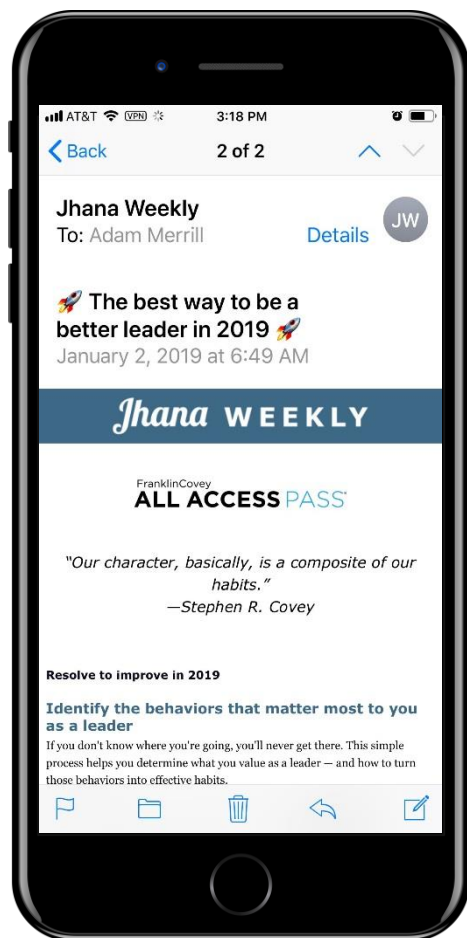 AT&T VPN 3:18 PM
Back 2 of 2
Jhana Weekly
JW
To: Adam Merrill Details
🚀 The best way to be a
better leader in 2019 🚀
January 2, 2019 at 6:49 AM
Jhana WEEKLY
FranklinCovey
ALL ACCESS PASS®
"Our character, basically, is a composite of our
habits."
—Stephen R. Covey
Resolve to improve in 2019
Identify the behaviors that matter most to you
as a leader
If you don't know where you're going, you'll never get there. This simple
process helps you determine what you value as a leader — and how to turn
those behaviors into effective habits.